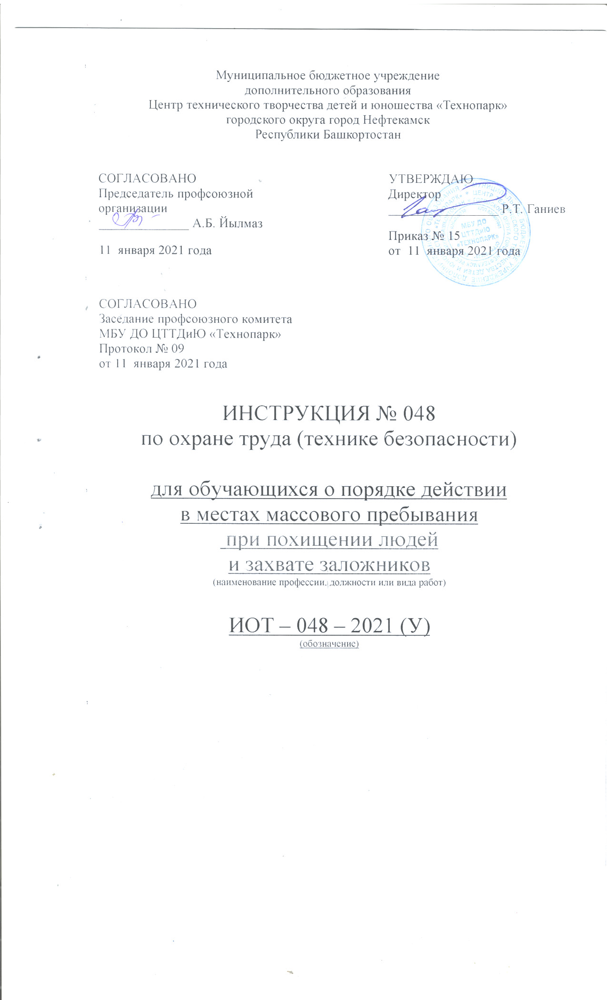 Муниципальное бюджетное учреждение
дополнительного образования
Центр технического творчества детей и юношества «Технопарк»
городского округа город Нефтекамск
Республики Башкортостан
СОГЛАСОВАНО
Председатель профсоюзной
организации
А.Б. Йылмаз
11 января 2021 года
УТВЕРЖДАЮ
Директор
Р.Т. Ганиев
Приказ № 15
от 11 января 2021 года
МБУ ДО
ЦТТДиЮ
«ТЕХНОПАРК»
СОГЛАСОВАНО
Заседание профсоюзного комитета
МБУ ДО ЦТТДиЮ «Технопарк»
Протокол № 09
от 11 января 2021 года
ИНСТРУКЦИЯ № 048
по охране труда (технике безопасности)
для обучающихся о порядке действии
в местах массового пребывания
при похищении людей
и захвате заложников
(наименование профессии, должности или вида работ)
ИОТ – 048 – 2021 (У)
(обозначение)